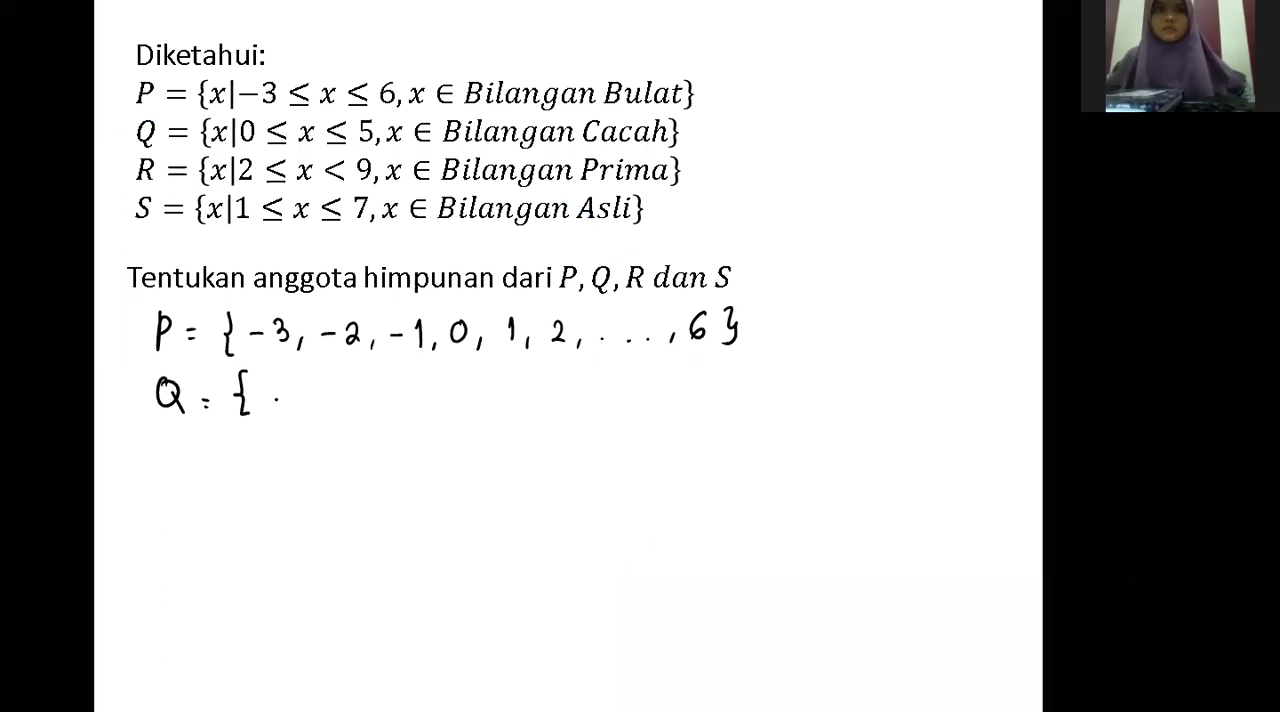 Diketahui:
P = {x|−3 ≤ x ≤ 6, x ∈ Bilangan Bulat}
Q = {x|0 ≤ x ≤ 5, x ∈ Bilangan Cacah}
R = {x|2 ≤ x < 9, x ∈ Bilangan Prima}
S = {x|1 ≤ x ≤ 7, x ∈ Bilangan Asli}
Tentukan anggota himpunan dari P, Q, R dan S
P = { -3, -2, -1, 0, 1, 2, ..., 6 }
Q = {